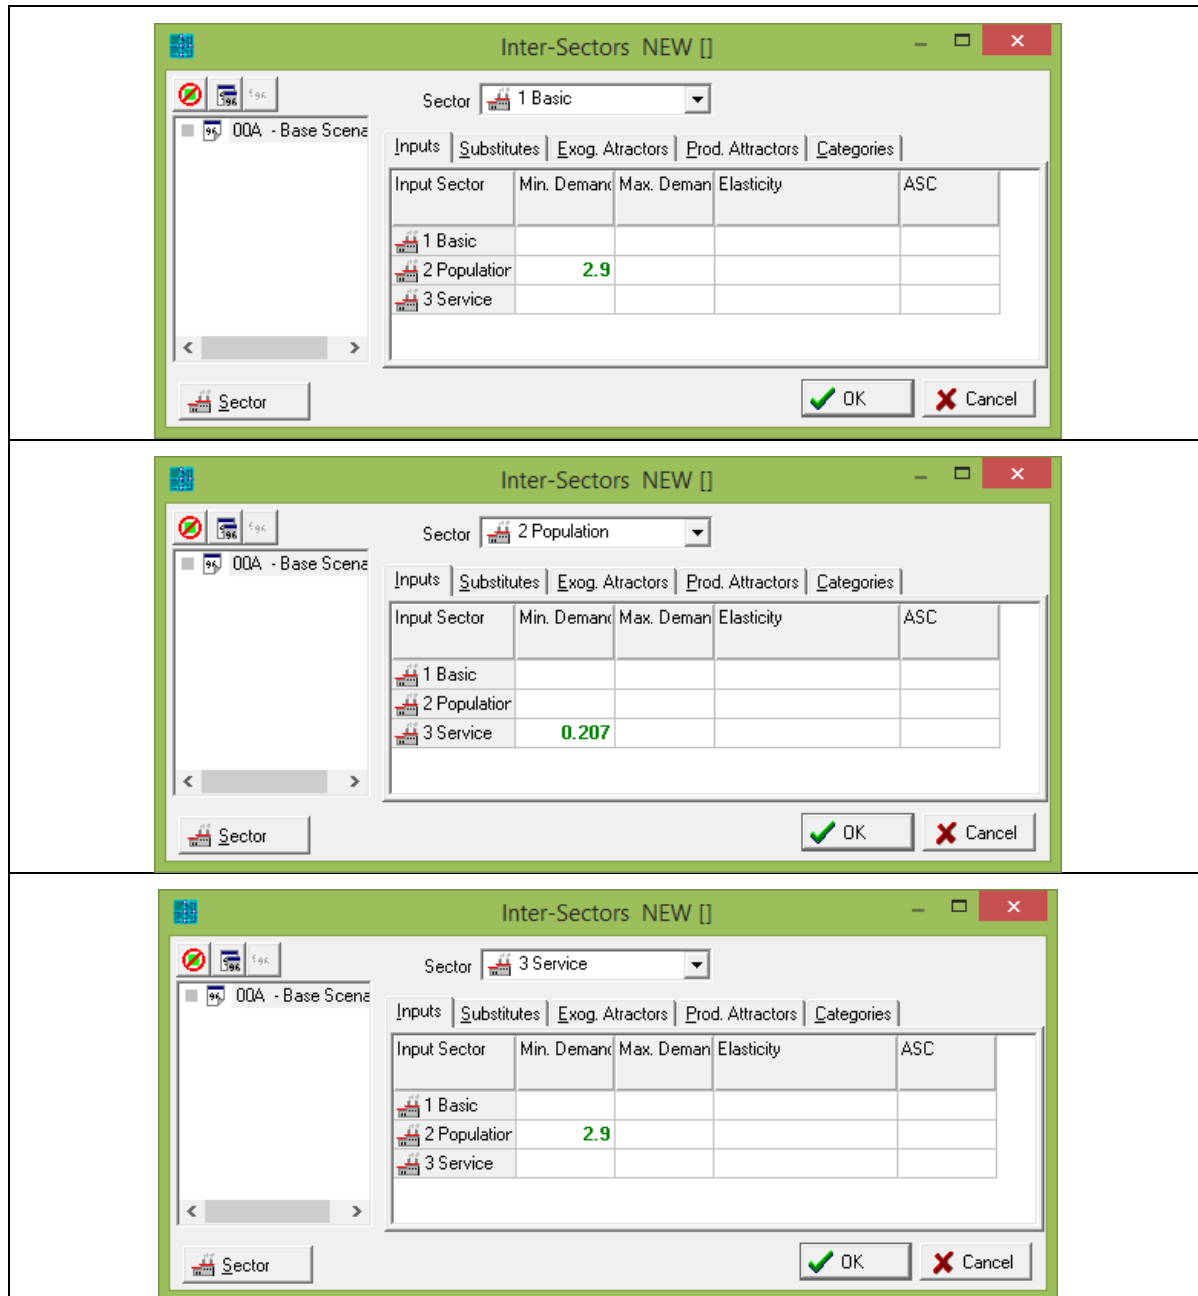 Inter-Sectors NEW []
Sector 1 Basic
00A - Base Scena
Inputs Substitutes Exog. Atractors Prod. Attractors Categories
Input Sector Min. Demand Max. Deman Elasticity ASC
1 Basic
2 Population 2.9
3 Service
Sector OK Cancel
Inter-Sectors NEW []
Sector 2 Population
00A - Base Scena
Inputs Substitutes Exog. Atractors Prod. Attractors Categories
Input Sector Min. Demand Max. Deman Elasticity ASC
1 Basic
2 Population
3 Service 0.207
Sector OK Cancel
Inter-Sectors NEW []
Sector 3 Service
00A - Base Scena
Inputs Substitutes Exog. Atractors Prod. Attractors Categories
Input Sector Min. Demand Max. Deman Elasticity ASC
1 Basic
2 Population 2.9
3 Service
Sector OK Cancel